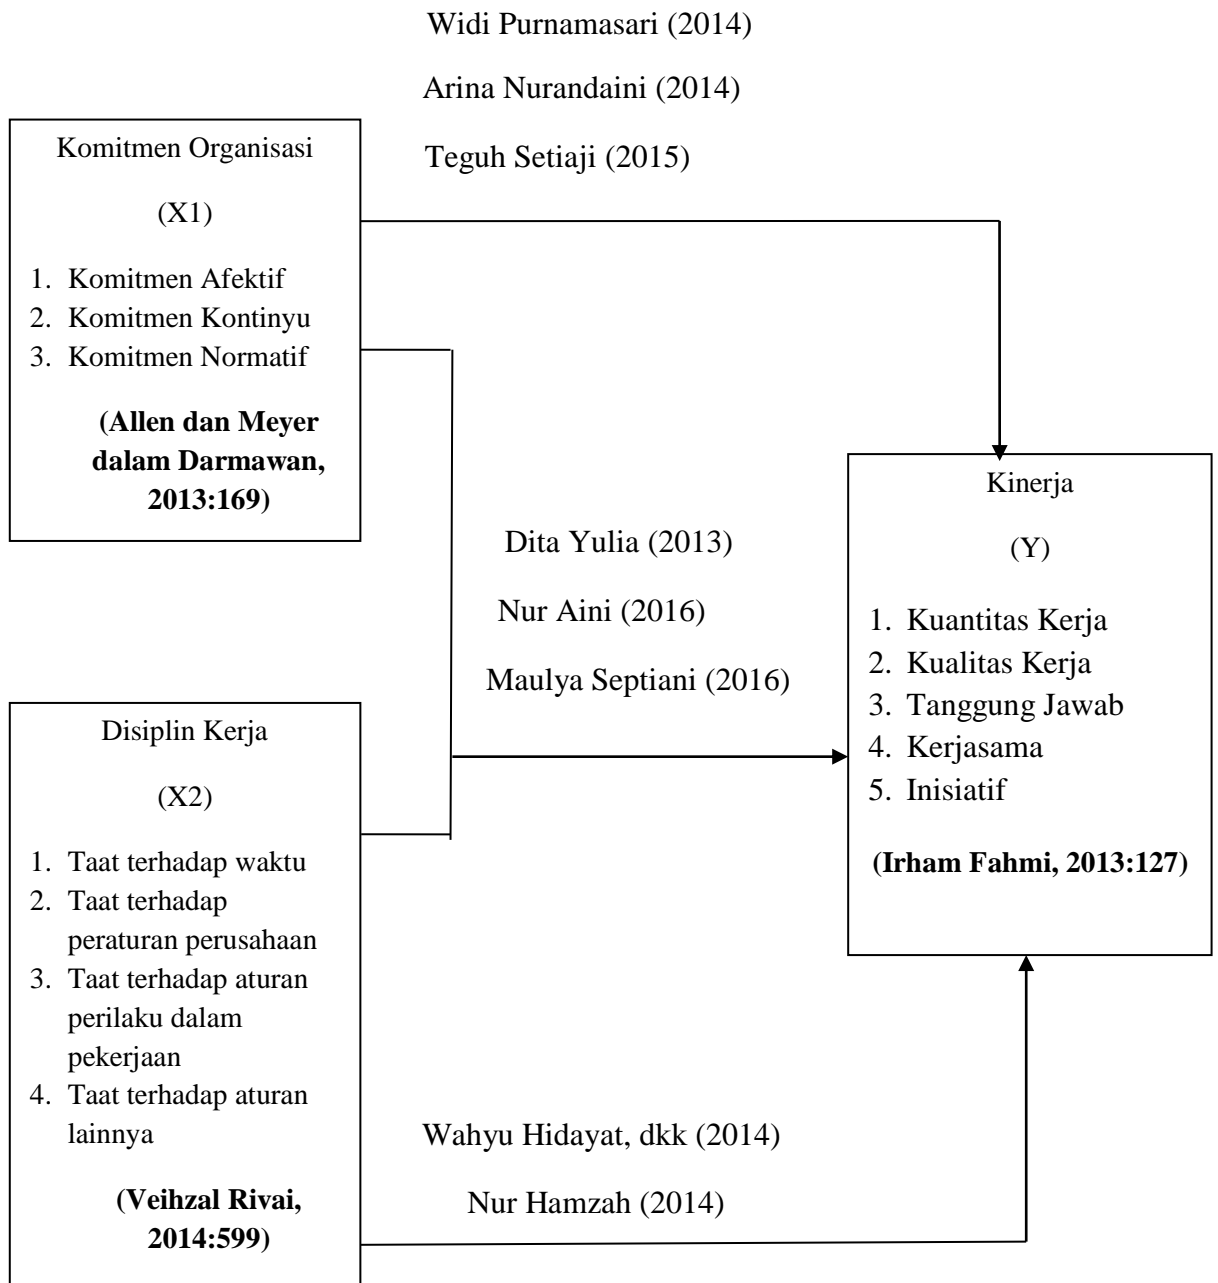 Widi Purnamasari (2014)
Arina Nurandaini (2014)
Teguh Setiaji (2015)
Komitmen Organisasi
(X1)
1. Komitmen Afektif
2. Komitmen Kontinyu
3. Komitmen Normatif
(Allen dan Meyer
dalam Darmawan,
2013:169)
Dita Yulia (2013)
Nur Aini (2016)
Maulya Septiani (2016)
Kinerja
(Y)
1. Kuantitas Kerja
2. Kualitas Kerja
3. Tanggung Jawab
4. Kerjasama
5. Inisiatif
(Irham Fahmi, 2013:127)
Disiplin Kerja
(X2)
1. Taat terhadap waktu
2. Taat terhadap
peraturan perusahaan
3. Taat terhadap aturan
perilaku dalam
pekerjaan
4. Taat terhadap aturan
lainnya
(Veihzal Rivai,
2014:599)
Wahyu Hidayat, dkk (2014)
Nur Hamzah (2014)